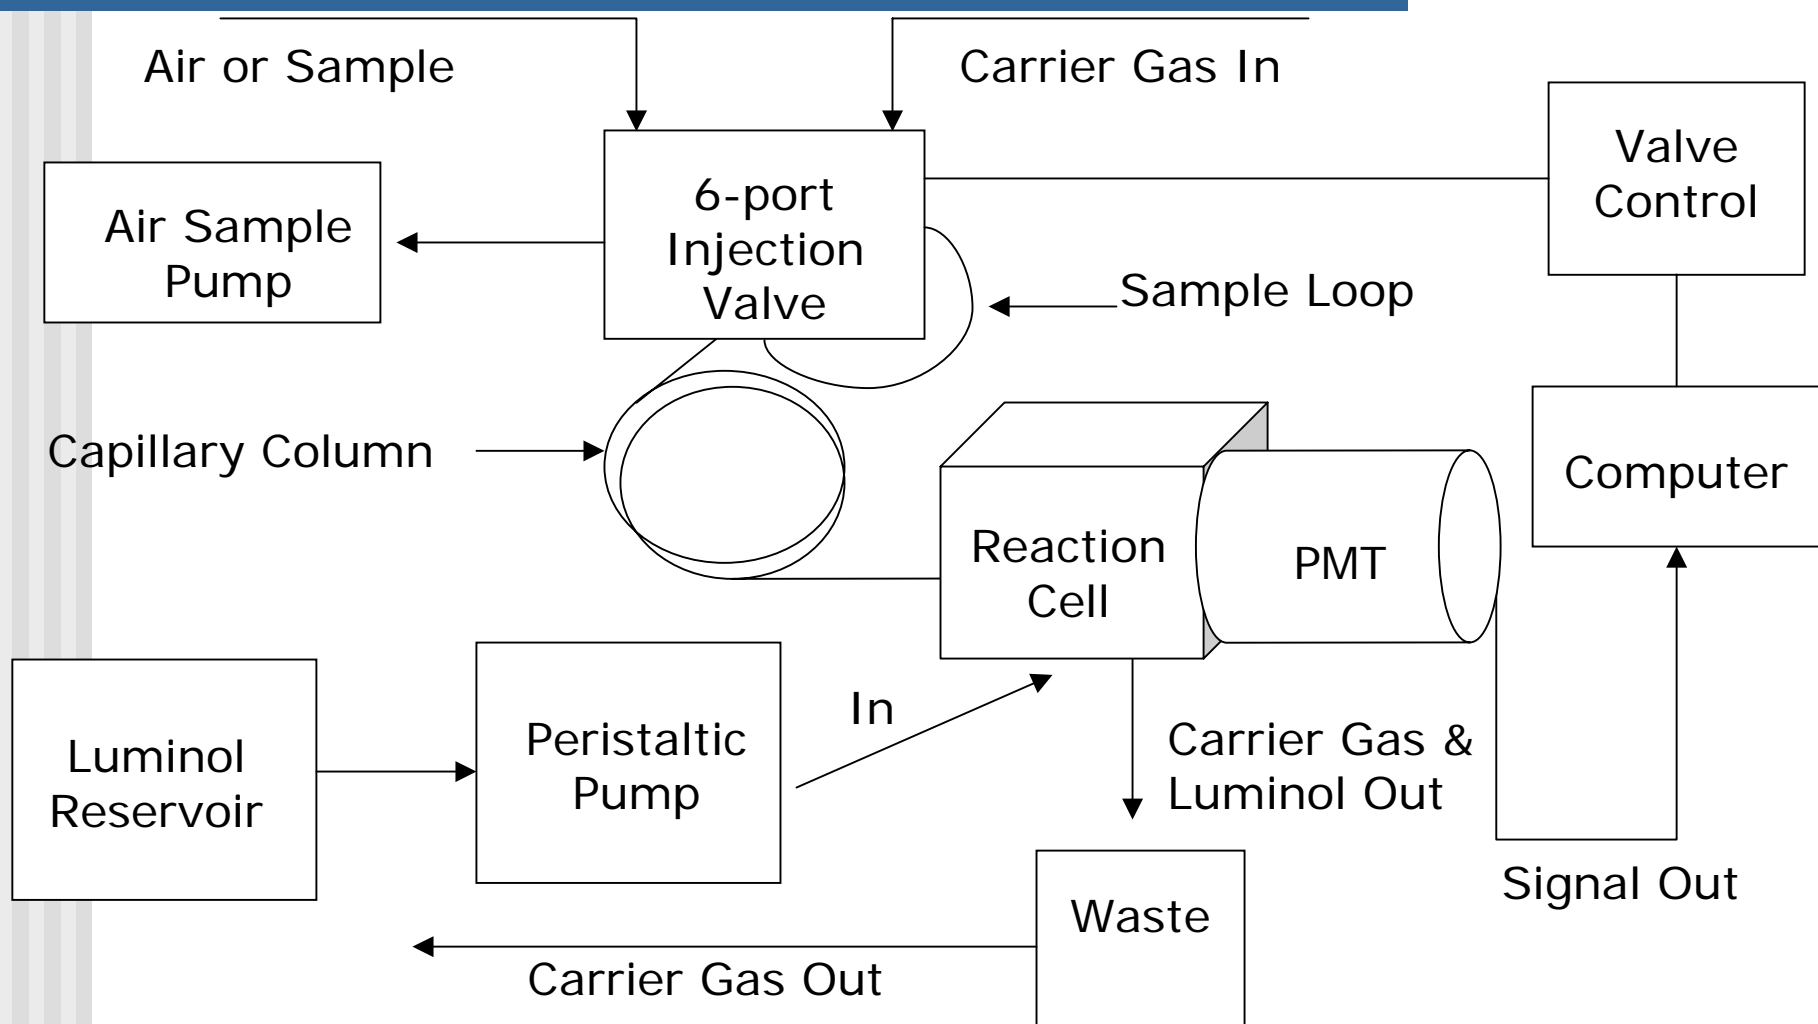 Air or Sample
Carrier Gas In
Valve
Control
6-port
Injection
Valve
Air Sample
Pump
Sample Loop
Capillary Column
Computer
Reaction
Cell
PMT
In
Peristaltic
Pump
Luminol
Reservoir
Carrier Gas &
Luminol Out
Signal Out
Waste
Carrier Gas Out